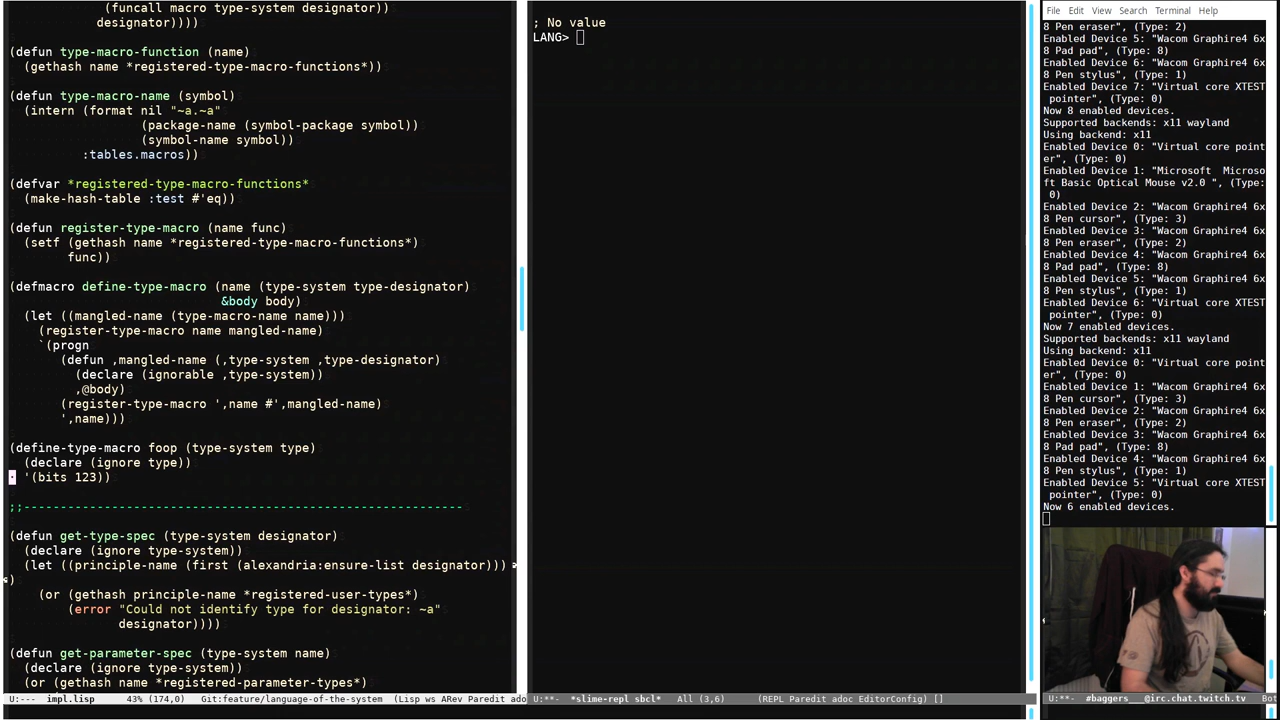 (funcall macro type-system designator))
designator))))
(defun type-macro-function (name)
(gethash name *registered-type-macro-functions*))
(defun type-macro-name (symbol)
(intern (format nil "~a.~a"
(package-name (symbol-package symbol))
(symbol-name symbol))
:tables.macros))
(defvar *registered-type-macro-functions*
(make-hash-table :test #'eq))
(defun register-type-macro (name func)
(setf (gethash name *registered-type-macro-functions*)
func))
(defmacro define-type-macro (name (type-system type-designator)
&body body)
(let ((mangled-name (type-macro-name name)))
(register-type-macro name mangled-name)
`(progn
(defun ,mangled-name (,type-system ,type-designator)
(declare (ignorable ,type-system))
,@body)
(register-type-macro ',name #',mangled-name)
',name)))
(define-type-macro foop (type-system type)
(declare (ignore type))
'(bits 123))
;;------------------------------------------------------------
(defun get-type-spec (type-system designator)
(declare (ignore type-system))
(let ((principle-name (first (alexandria:ensure-list designator)))
)
(or (gethash principle-name *registered-user-types*)
(error "Could not identify type for designator: ~a"
designator))))
(defun get-parameter-spec (type-system name)
(declare (ignore type-system))
(or (gethash name *registered-parameter-types*)
U:--- impl.lisp 43% (174,0) Git:feature/language-of-the-system (Lisp ws ARev Paredit ado
; No value
LANG>
U:**- *slime-repl sbcl* All (3,6) (REPL Paredit adoc EditorConfig) []
File Edit View Search Terminal Help
8 Pen eraser", (Type: 2)
Enabled Device 5: "Wacom Graphire4 6x
8 Pad pad", (Type: 8)
Enabled Device 6: "Wacom Graphire4 6x
8 Pen stylus", (Type: 1)
Enabled Device 7: "Virtual core XTEST
pointer", (Type: 0)
Now 8 enabled devices.
Supported backends: x11 wayland
Using backend: x11
Enabled Device 0: "Virtual core point
er", (Type: 0)
Enabled Device 1: "Microsoft  Microso
ft Basic Optical Mouse v2.0 ", (Type:
0)
Enabled Device 2: "Wacom Graphire4 6x
8 Pen cursor", (Type: 3)
Enabled Device 3: "Wacom Graphire4 6x
8 Pen eraser", (Type: 2)
Enabled Device 4: "Wacom Graphire4 6x
8 Pad pad", (Type: 8)
Enabled Device 5: "Wacom Graphire4 6x
8 Pen stylus", (Type: 1)
Enabled Device 6: "Virtual core XTEST
pointer", (Type: 0)
Now 7 enabled devices.
Supported backends: x11 wayland
Using backend: x11
Enabled Device 0: "Virtual core point
er", (Type: 0)
Enabled Device 1: "Wacom Graphire4 6x
8 Pen cursor", (Type: 3)
Enabled Device 2: "Wacom Graphire4 6x
8 Pen eraser", (Type: 2)
Enabled Device 3: "Wacom Graphire4 6x
8 Pad pad", (Type: 8)
Enabled Device 4: "Wacom Graphire4 6x
8 Pen stylus", (Type: 1)
Enabled Device 5: "Virtual core XTEST
pointer", (Type: 0)
Now 6 enabled devices.
U:**- #baggers__@irc.chat.twitch.tv Bot